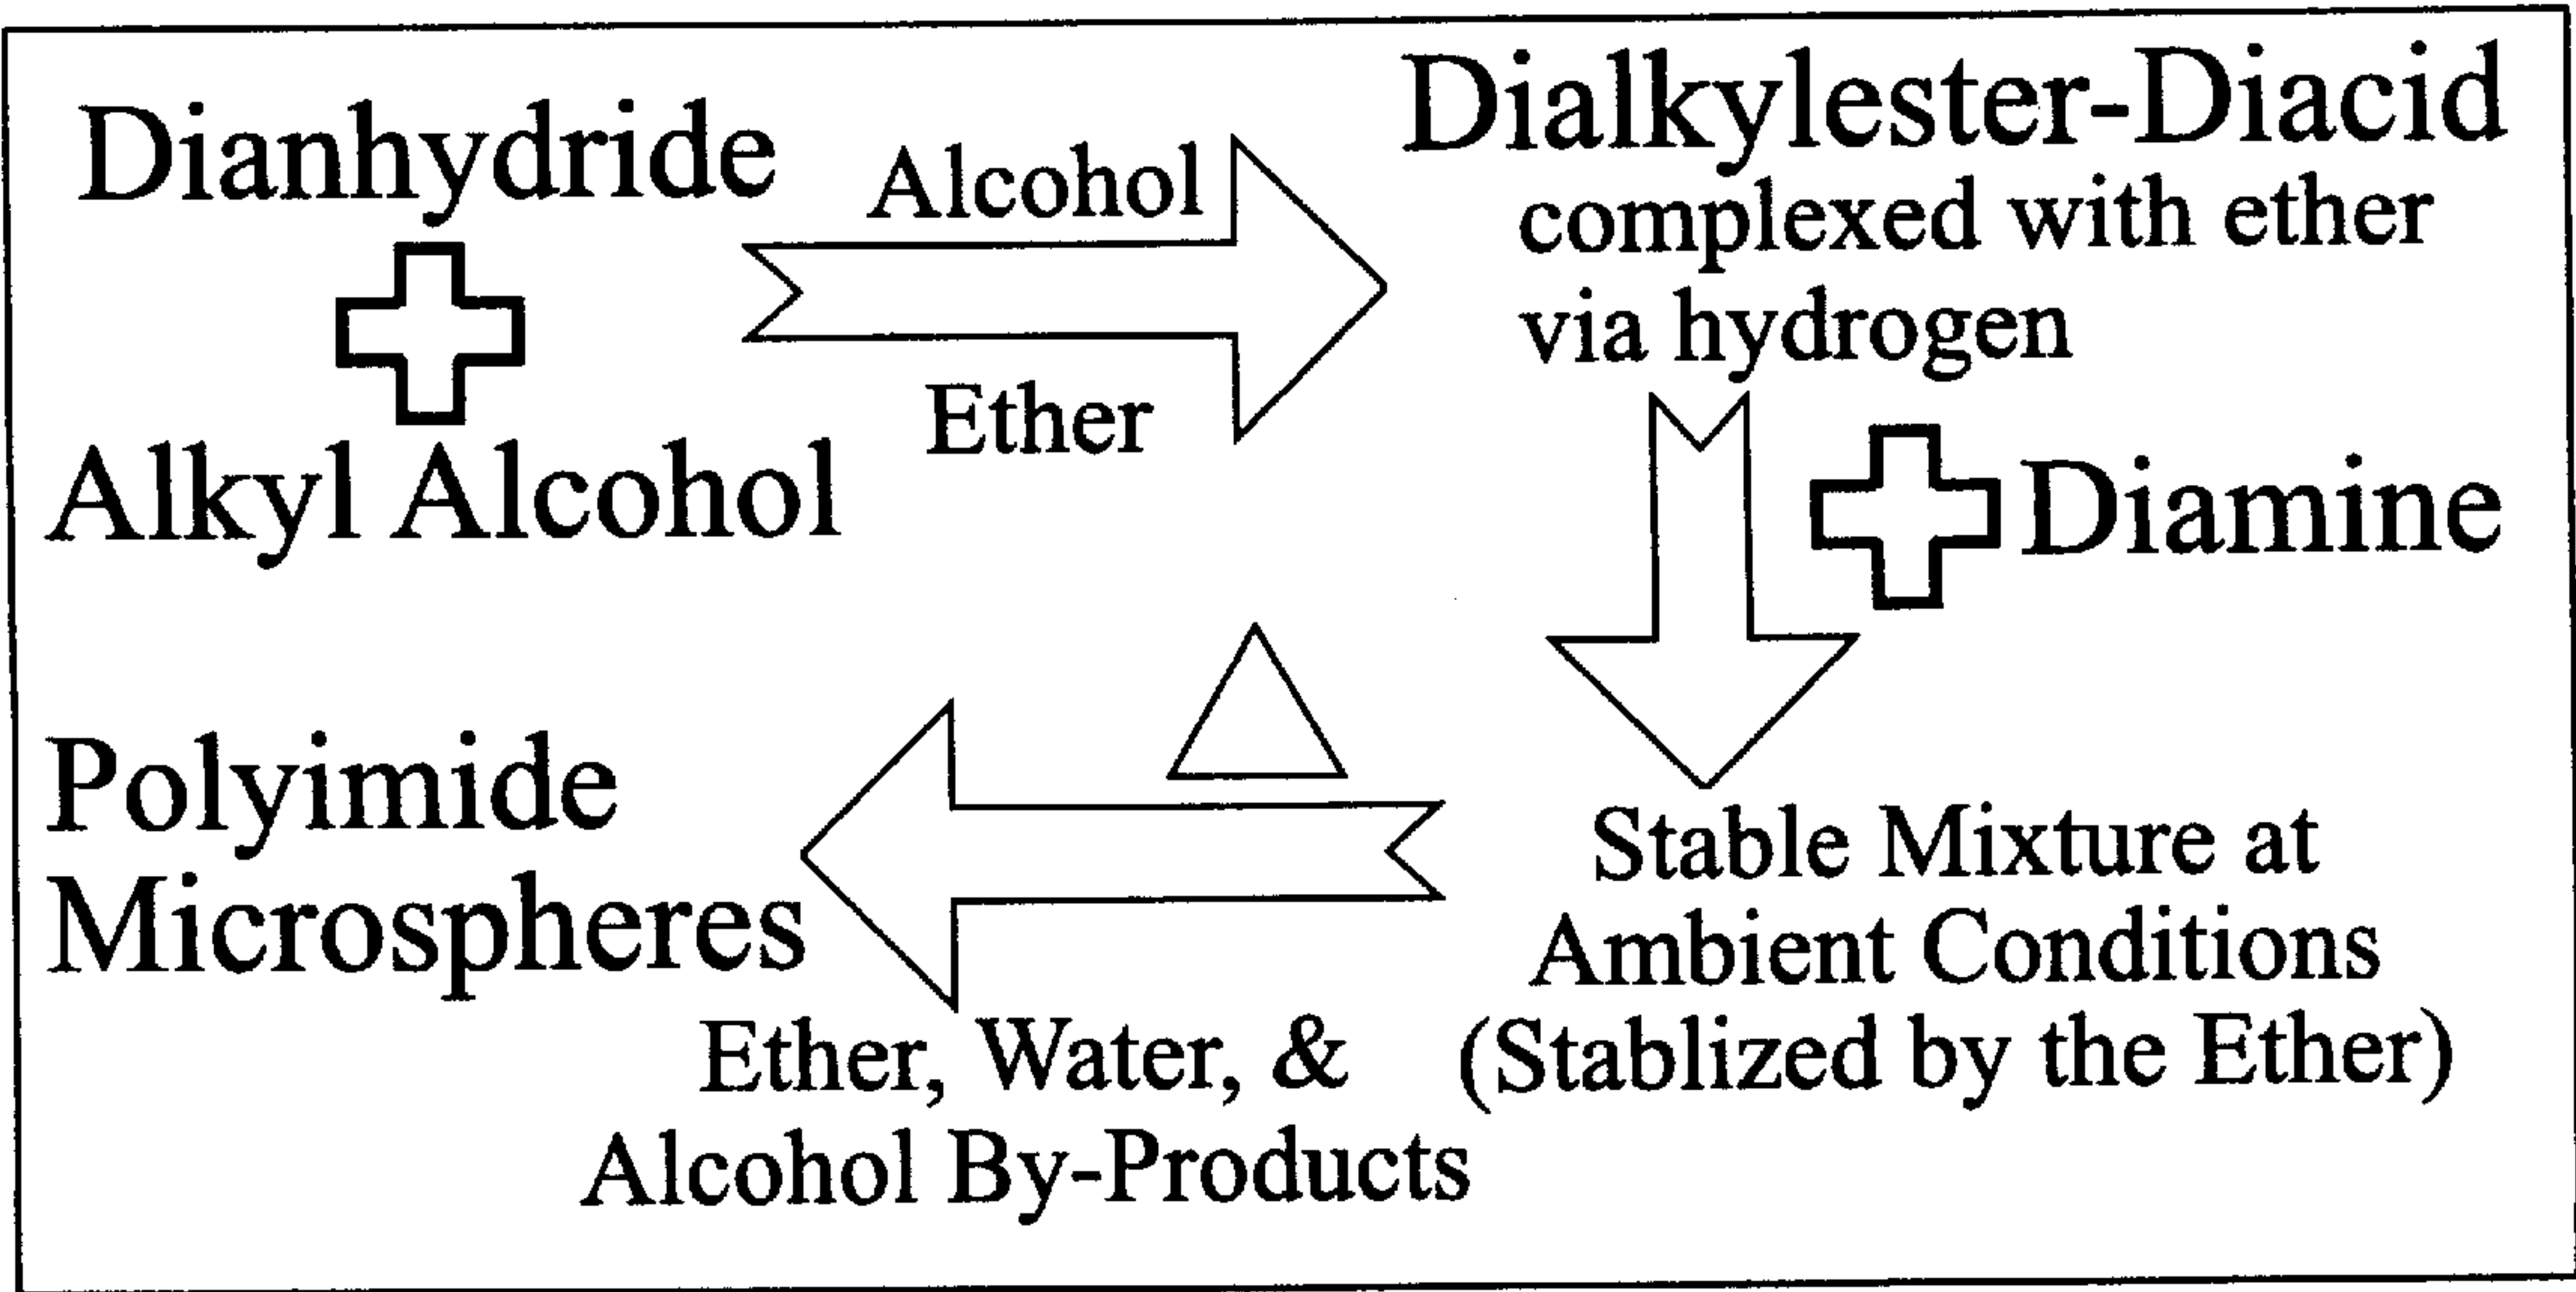 Dianhydride
Alkyl Alcohol
Alcohol
Ether
Dialkylester-Diacid
complexed with ether
via hydrogen
Diamine
Stable Mixture at
Ambient Conditions
(Stablized by the Ether)
Polyimide
Microspheres
Ether, Water, &
Alcohol By-Products